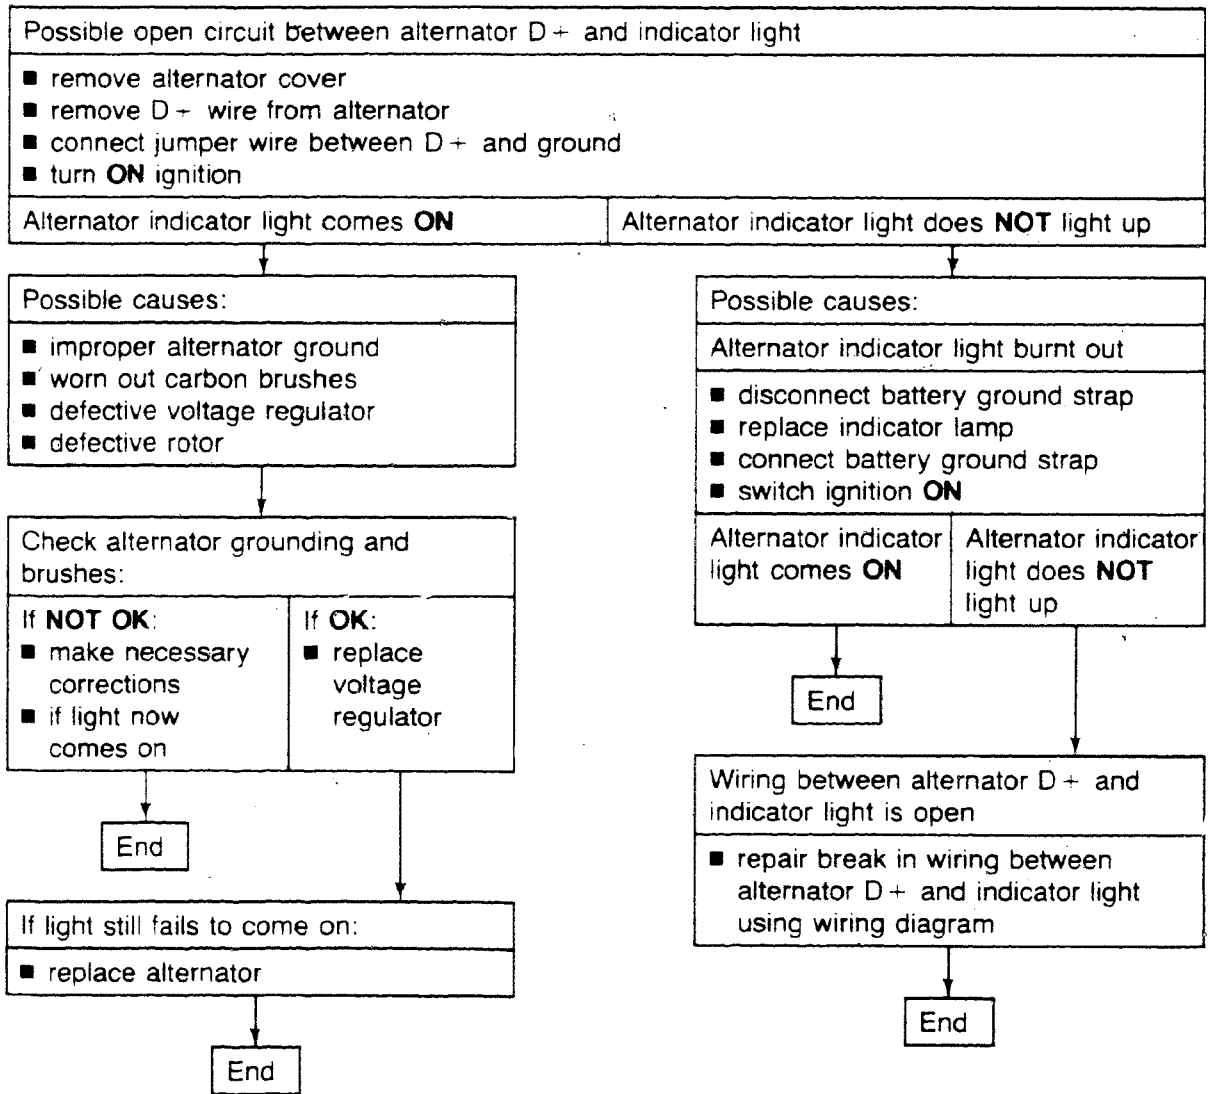 Possible open circuit between alternator D+ and indicator light
■ remove alternator cover
■ remove D+ wire from alternator
■ connect jumper wire between D+ and ground
■ turn ON ignition
Alternator indicator light comes ON
Alternator indicator light does NOT light up
Possible causes:
■ improper alternator ground
■ worn out carbon brushes
■ defective voltage regulator
■ defective rotor
Check alternator grounding and
brushes:
If NOT OK:
■ make necessary
corrections
■ if light now
comes on
End
If OK:
■ replace
voltage
regulator
If light still fails to come on:
■ replace alternator
End
Possible causes:
Alternator indicator light burnt out
■ disconnect battery ground strap
■ replace indicator lamp
■ connect battery ground strap
■ switch ignition ON
Alternator indicator
light comes ON
End
Alternator indicator
light does NOT
light up
Wiring between alternator D+ and
indicator light is open
■ repair break in wiring between
alternator D+ and indicator light
using wiring diagram
End